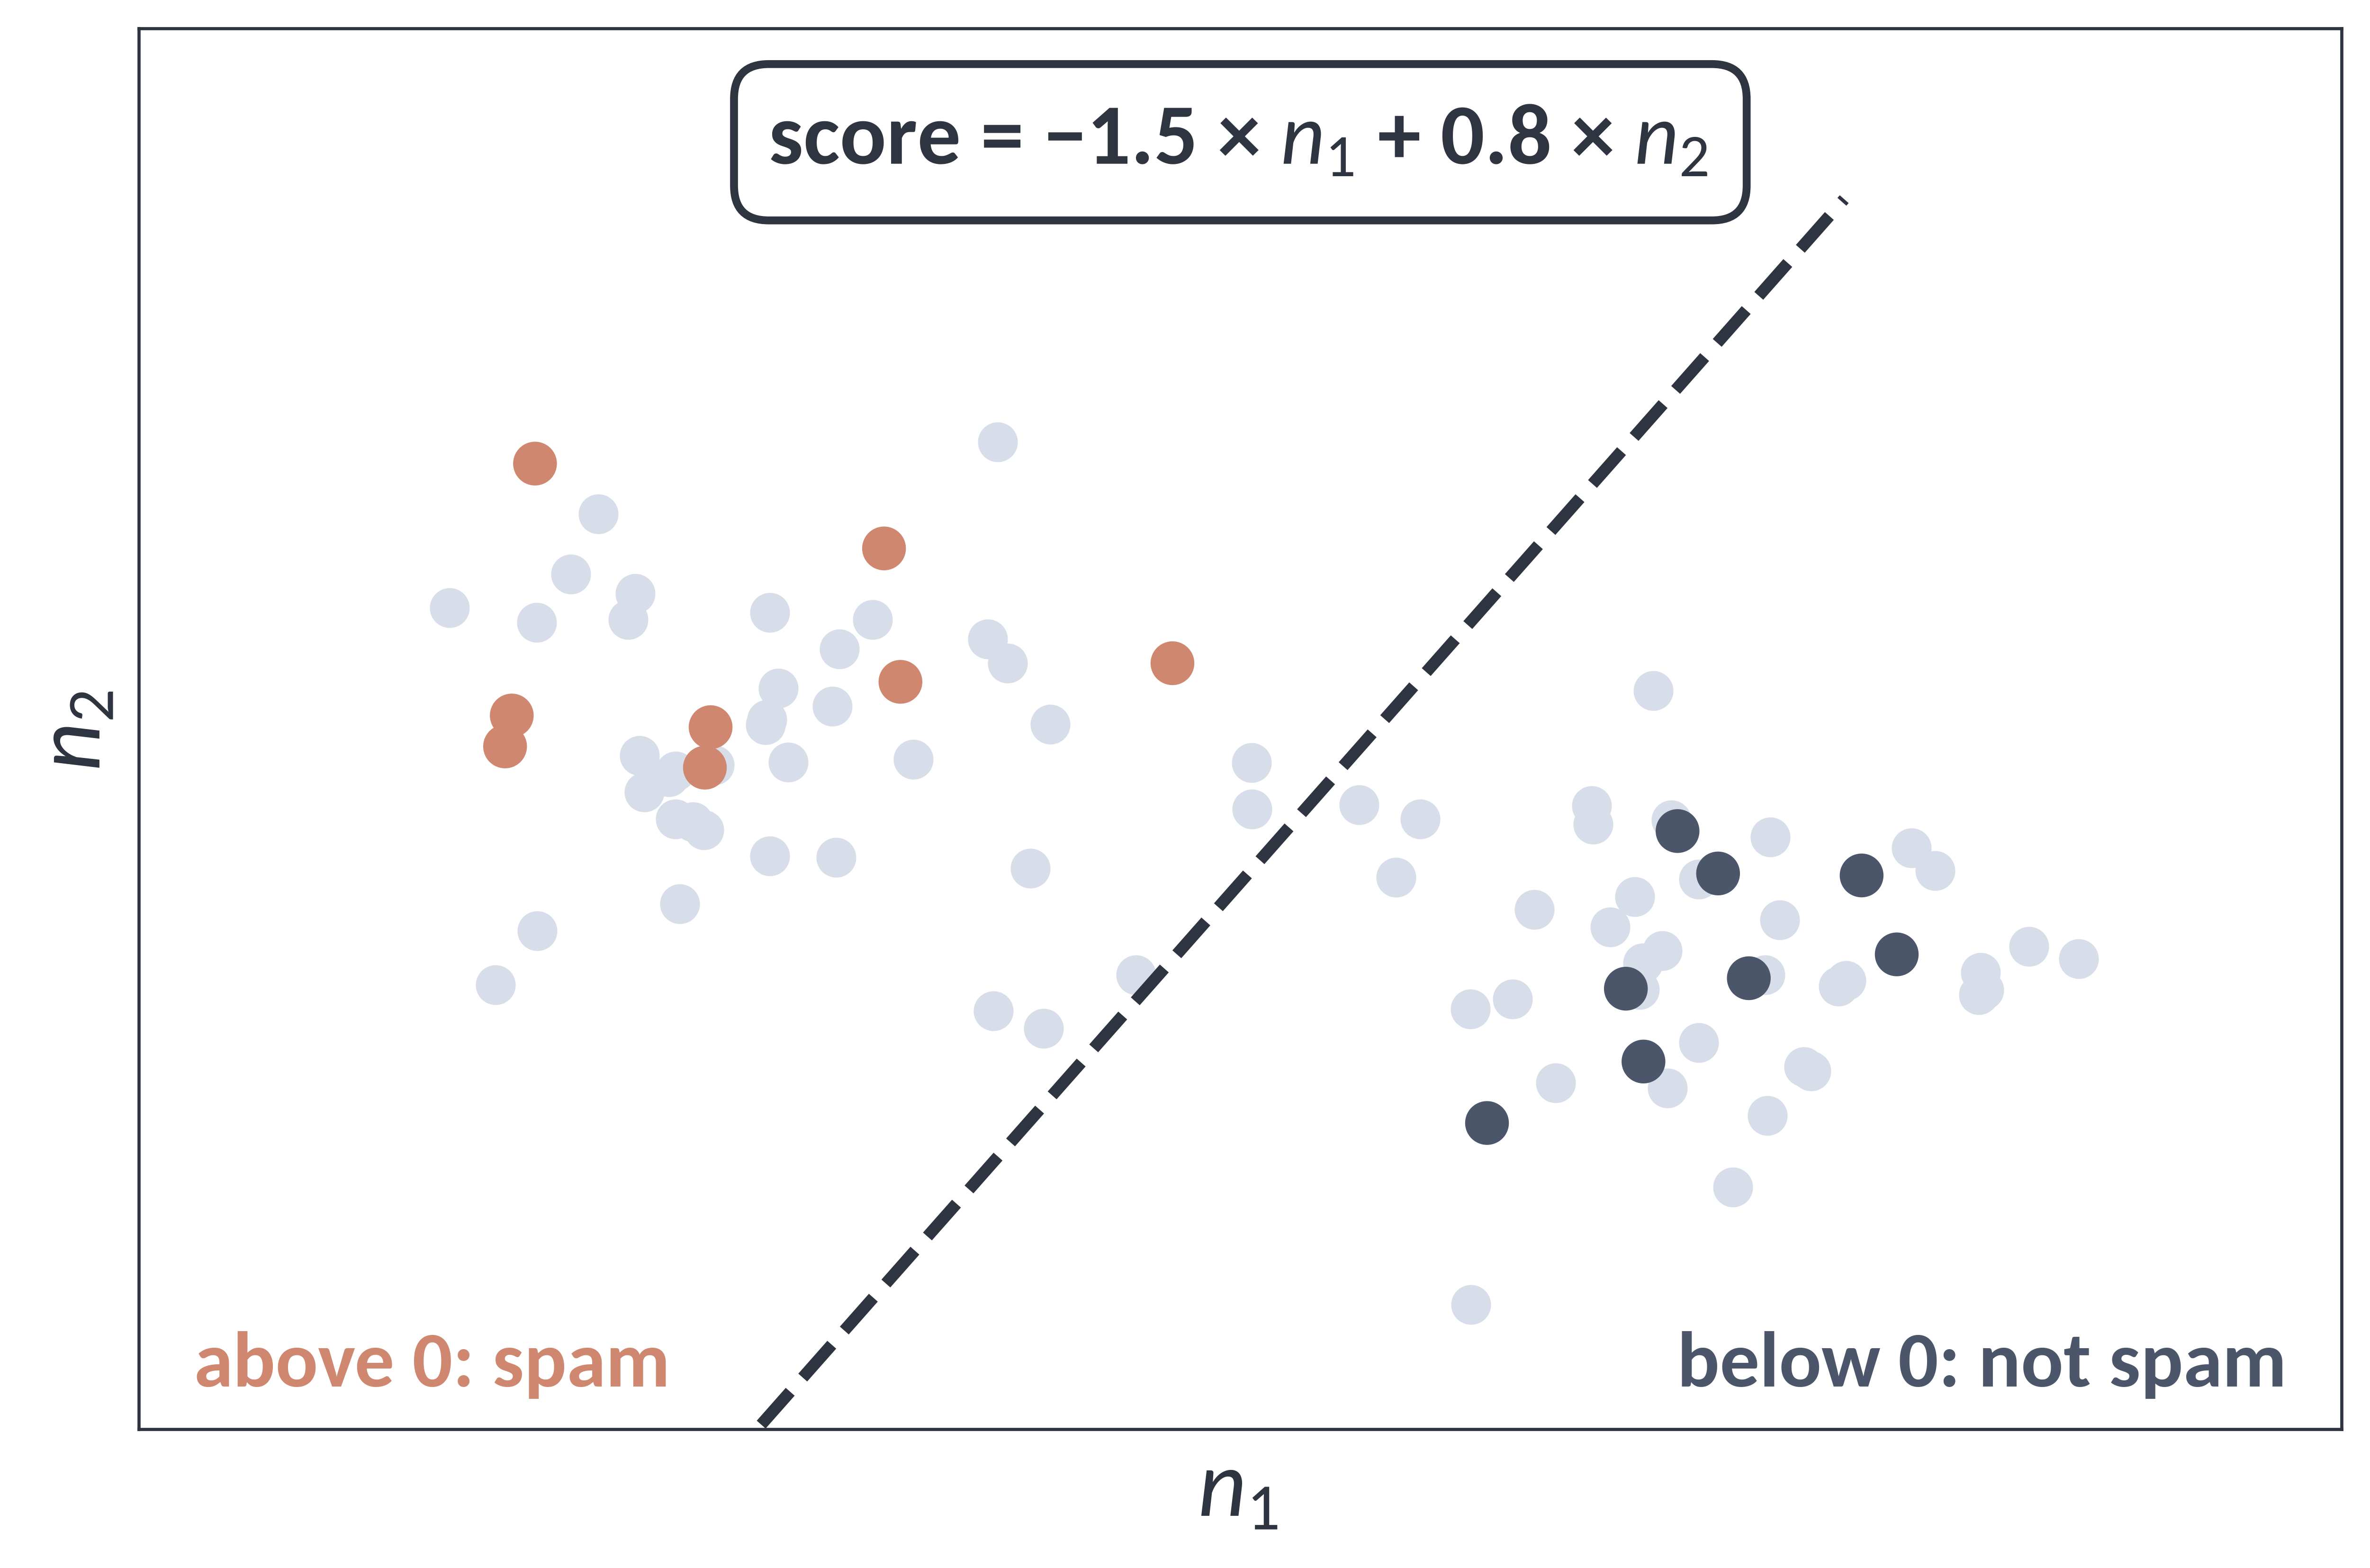 score = −1.5 × n₁ + 0.8 × n₂
n₂
above 0: spam
below 0: not spam
n₁